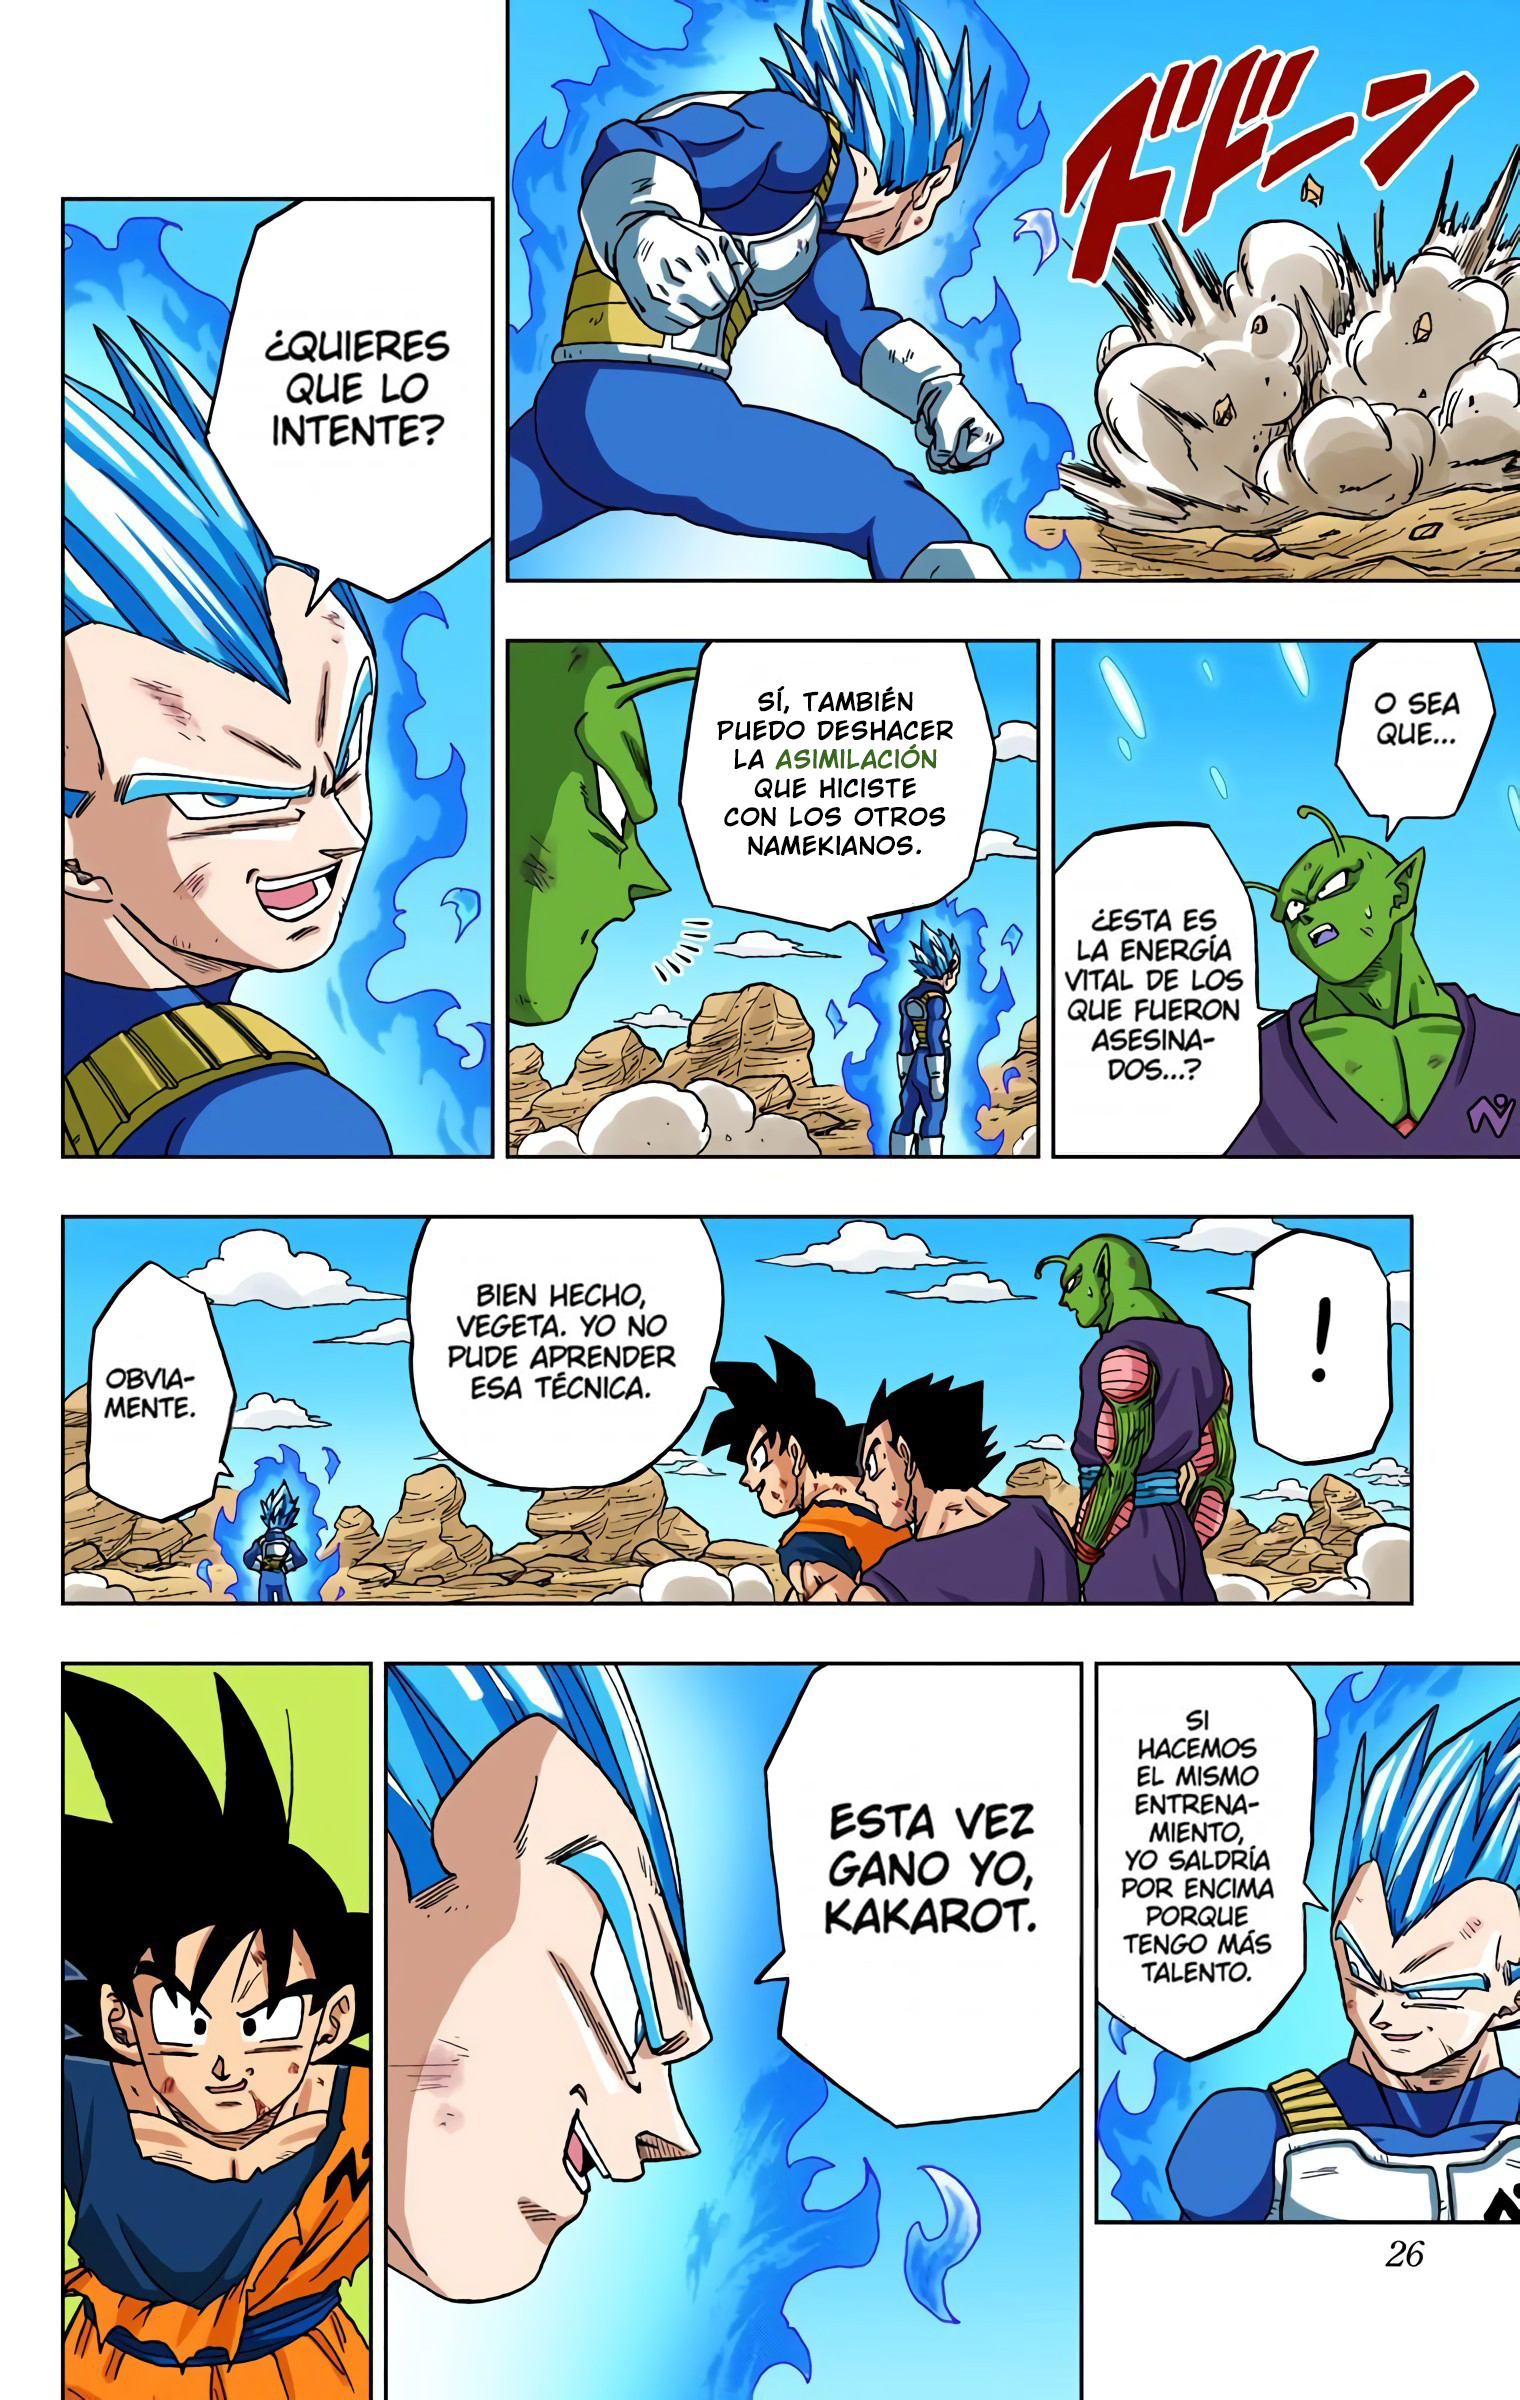 ズドドーン
O SEA
QUE...
¿ESTA ES
LA ENERGÍA
VITAL DE LOS
QUE FUERON
ASESINA-
DOS...?
SÍ, TAMBIÉN
PUEDO DESHACER
LA ASIMILACIÓN
QUE HICISTE
CON LOS OTROS
NAMEKIANOS.
¿QUIERES
QUE LO
INTENTE?
!
BIEN HECHO,
VEGETA. YO NO
PUDE APRENDER
ESA TÉCNICA.
OBVIA-
MENTE.
SI
HACEMOS
EL MISMO
ENTRENA-
MIENTO,
YO SALDRÍA
POR ENCIMA
PORQUE
TENGO MÁS
TALENTO.
ESTA VEZ
GANO YO,
KAKAROT.
26